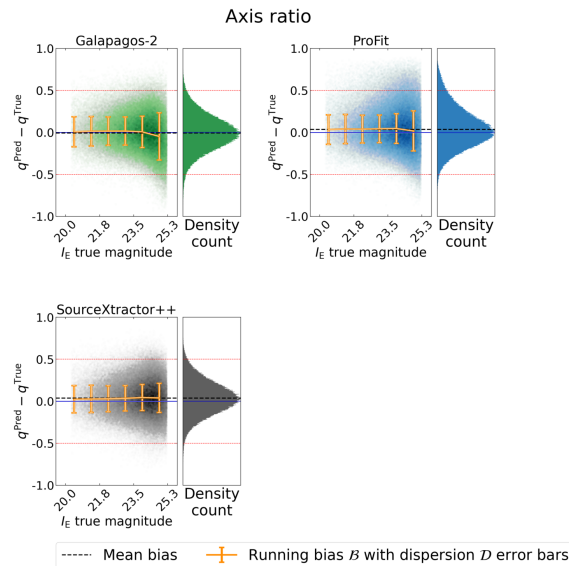 Axis ratio
Galapagos-2
1.0
0.5
0.0
-0.5
-1.0
q^Pred − q^True
20.0
21.8
23.5
25.3
I_E true magnitude
Density
count
ProFit
1.0
0.5
0.0
-0.5
-1.0
q^Pred − q^True
20.0
21.8
23.5
25.3
I_E true magnitude
Density
count
SourceXtractor++
1.0
0.5
0.0
-0.5
-1.0
q^Pred − q^True
20.0
21.8
23.5
25.3
I_E true magnitude
Density
count
Mean bias
Running bias ℬ with dispersion 𝒟 error bars